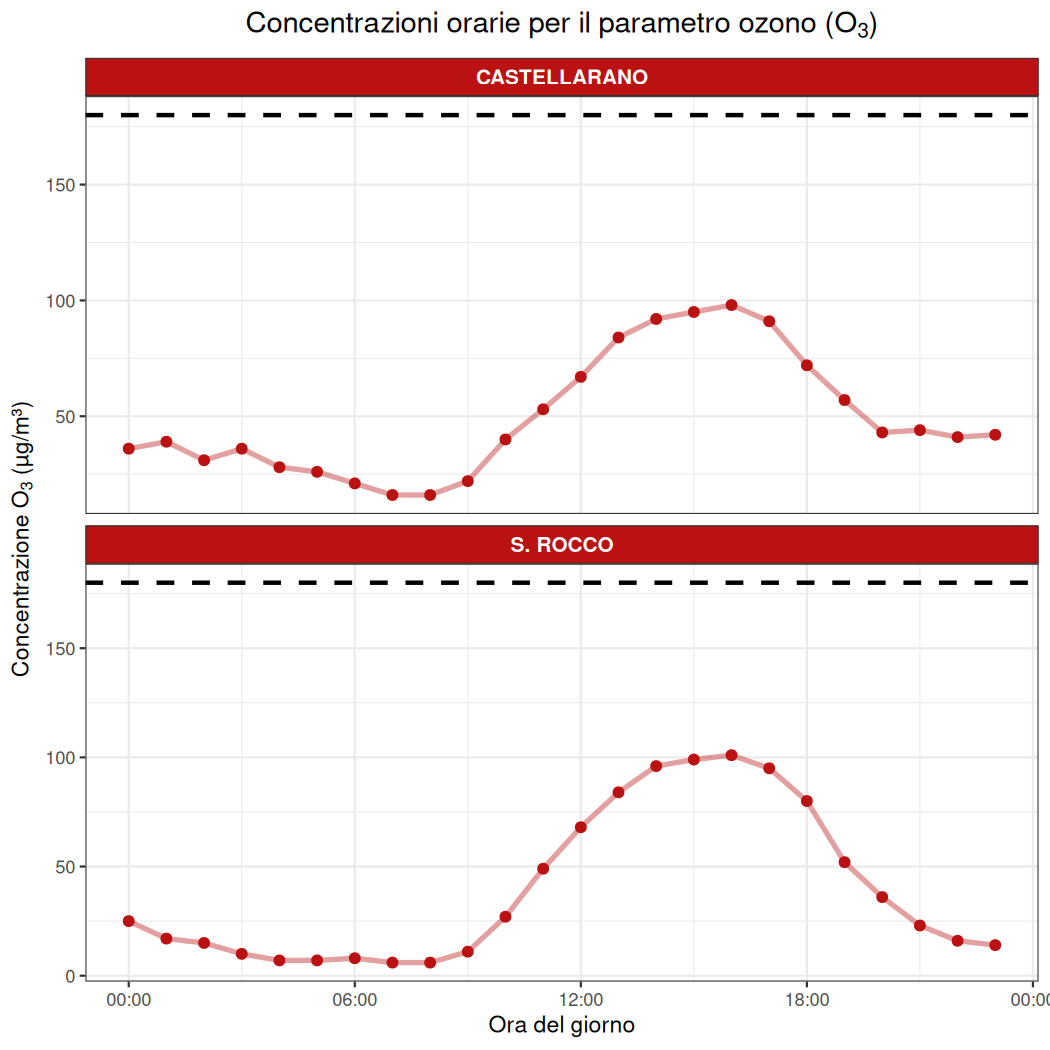 Concentrazioni orarie per il parametro ozono (O₃)
CASTELLARANO
150
100
50
S. ROCCO
150
100
50
0
Concentrazione O₃ (µg/m³)
00:00 06:00 12:00 18:00 00:0
Ora del giorno